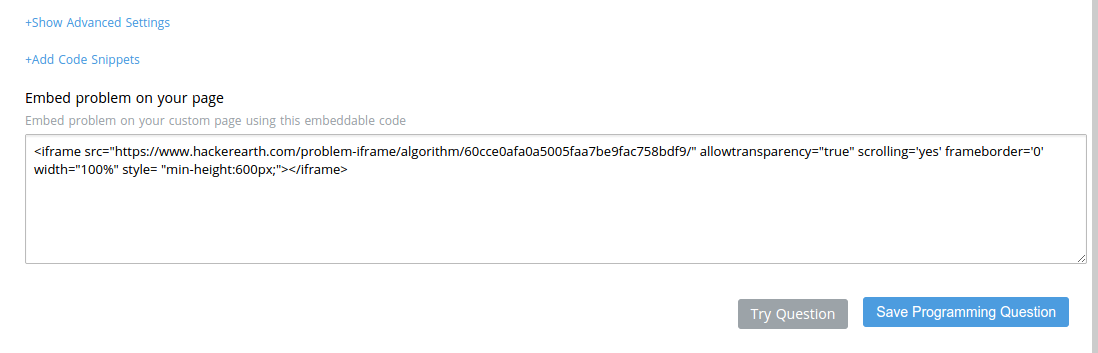 +Show Advanced Settings
+Add Code Snippets
Embed problem on your page
Embed problem on your custom page using this embeddable code
<iframe src="https://www.hackerearth.com/problem-iframe/algorithm/60cce0afa0a5005faa7be9fac758bdf9/" allowtransparency="true" scrolling='yes' frameborder='0'
width="100%" style= "min-height:600px;"></iframe>
Try Question
Save Programming Question